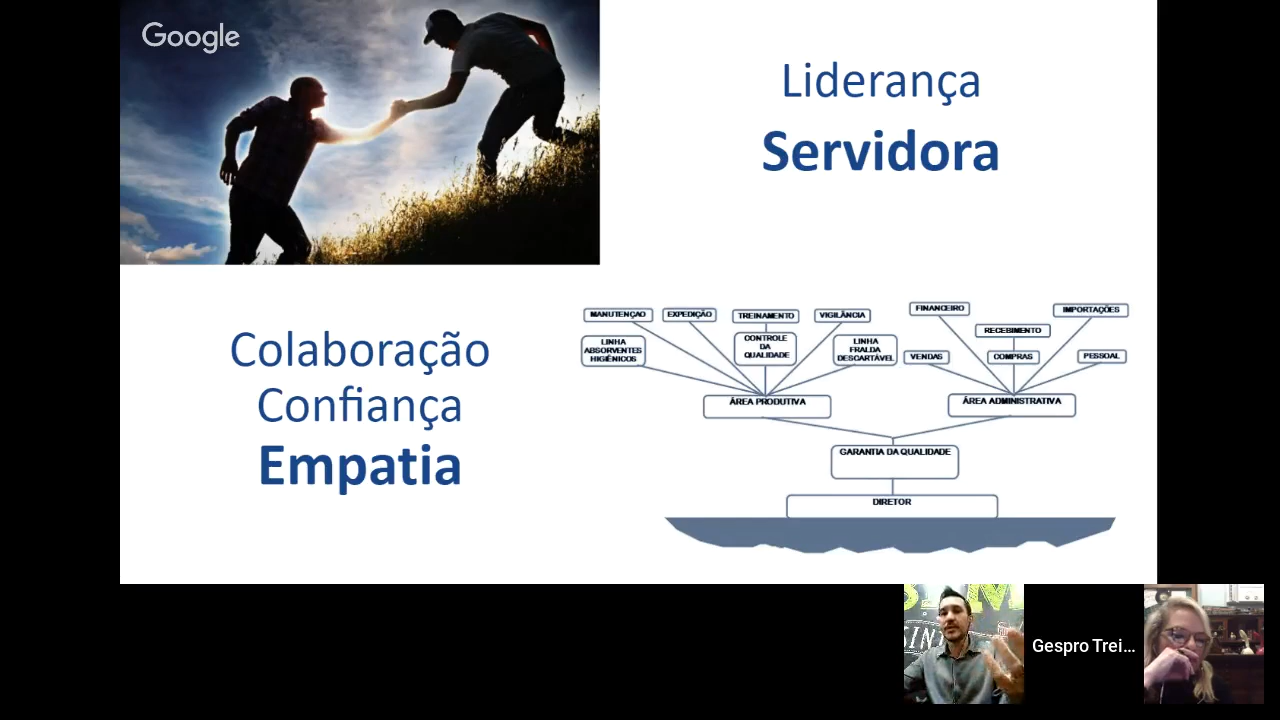 Google
Liderança
Servidora
Colaboração
Confiança
Empatia
MANUTENÇÃO
EXPEDIÇÃO
TREINAMENTO
VIGILÂNCIA
FINANCEIRO
IMPORTAÇÕES
LINHA
ABSORVENTES
HIGIÊNICOS
CONTROLE
DA
QUALIDADE
LINHA
FRALDA
DESCARTÁVEL
RECEBIMENTO
VENDAS
COMPRAS
PESSOAL
ÁREA PRODUTIVA
ÁREA ADMINISTRATIVA
GARANTIA DA QUALIDADE
DIRETOR
Gespro Trei...